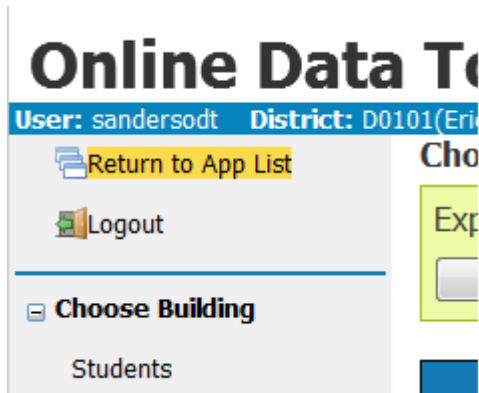 Online Data
User: sandersodt District: D0101(Eri
Return to App List
Cho
Logout
Exp
Choose Building
Students